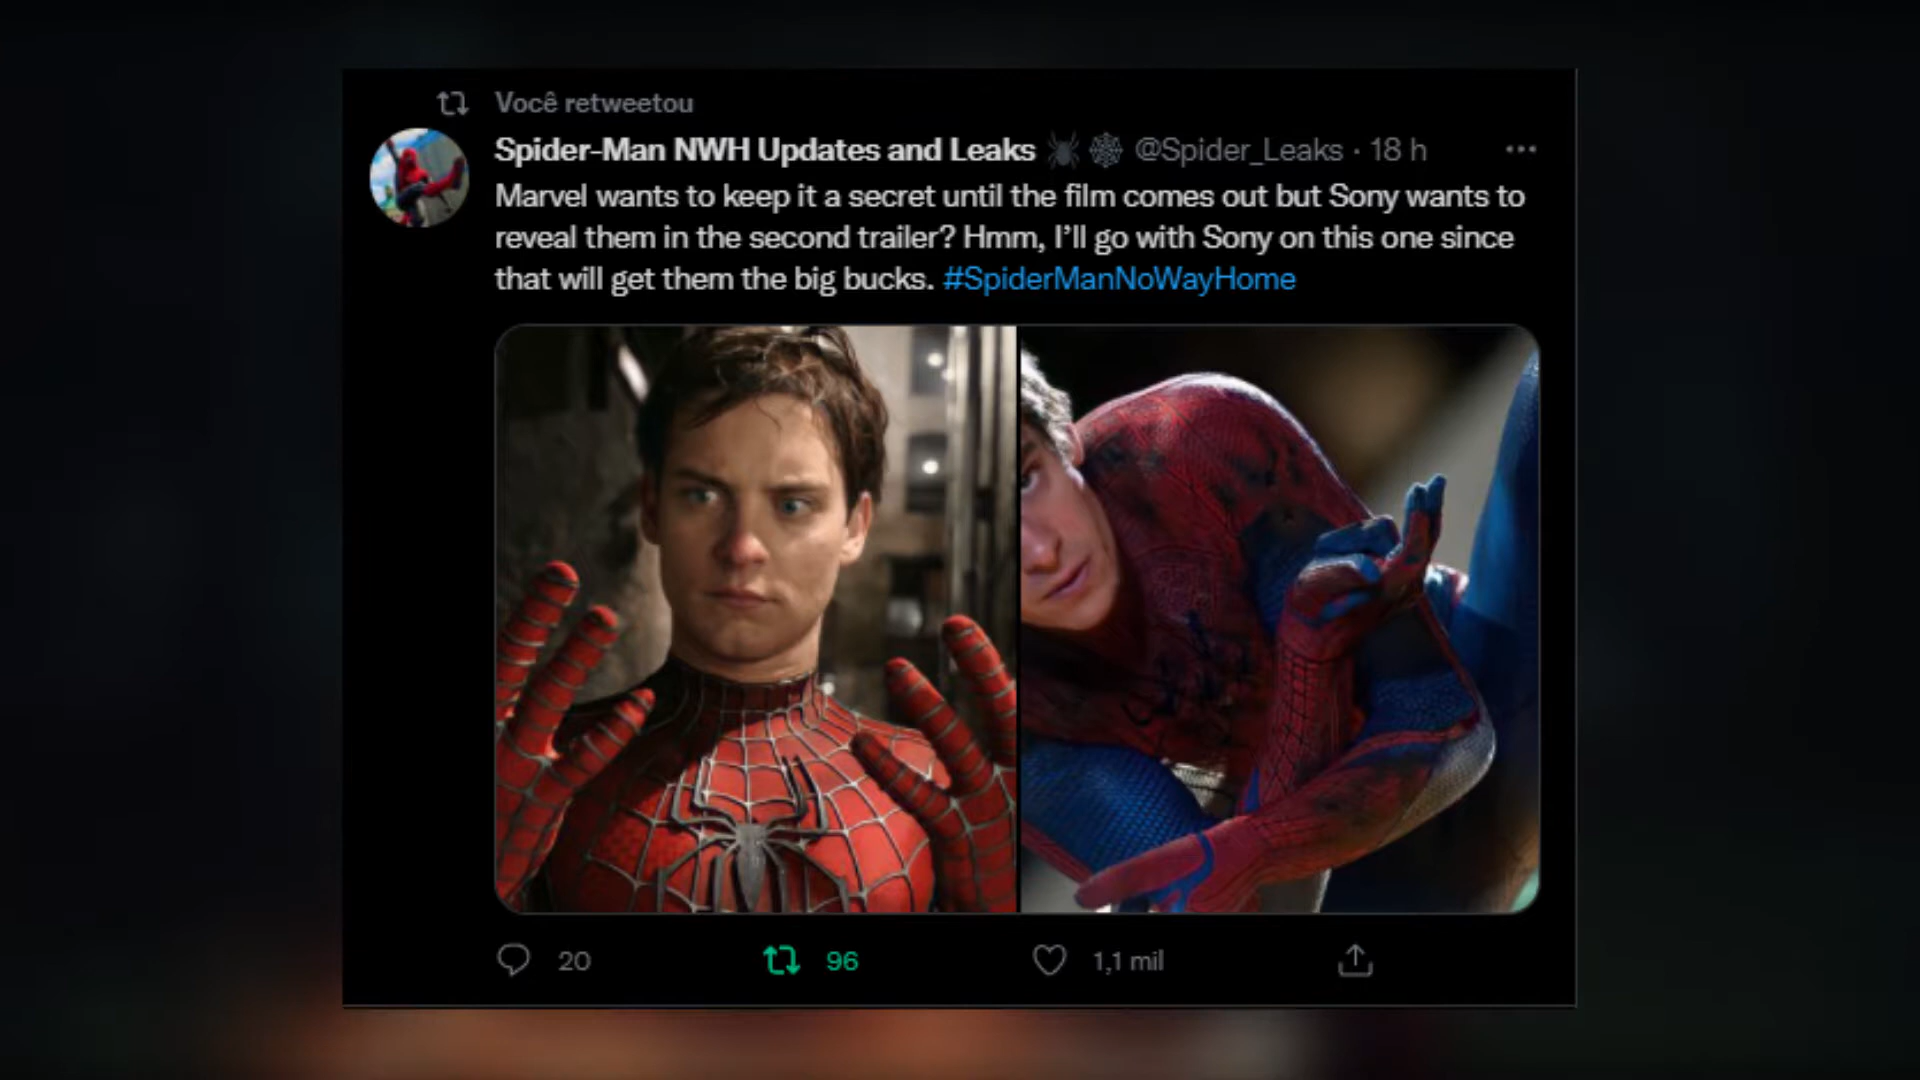 Você retweetou
Spider-Man NWH Updates and Leaks 🕷️ 🕸️ @Spider_Leaks · 18 h
Marvel wants to keep it a secret until the film comes out but Sony wants to
reveal them in the second trailer? Hmm, I’ll go with Sony on this one since
that will get them the big bucks. #SpiderManNoWayHome
20 96 1,1 mil